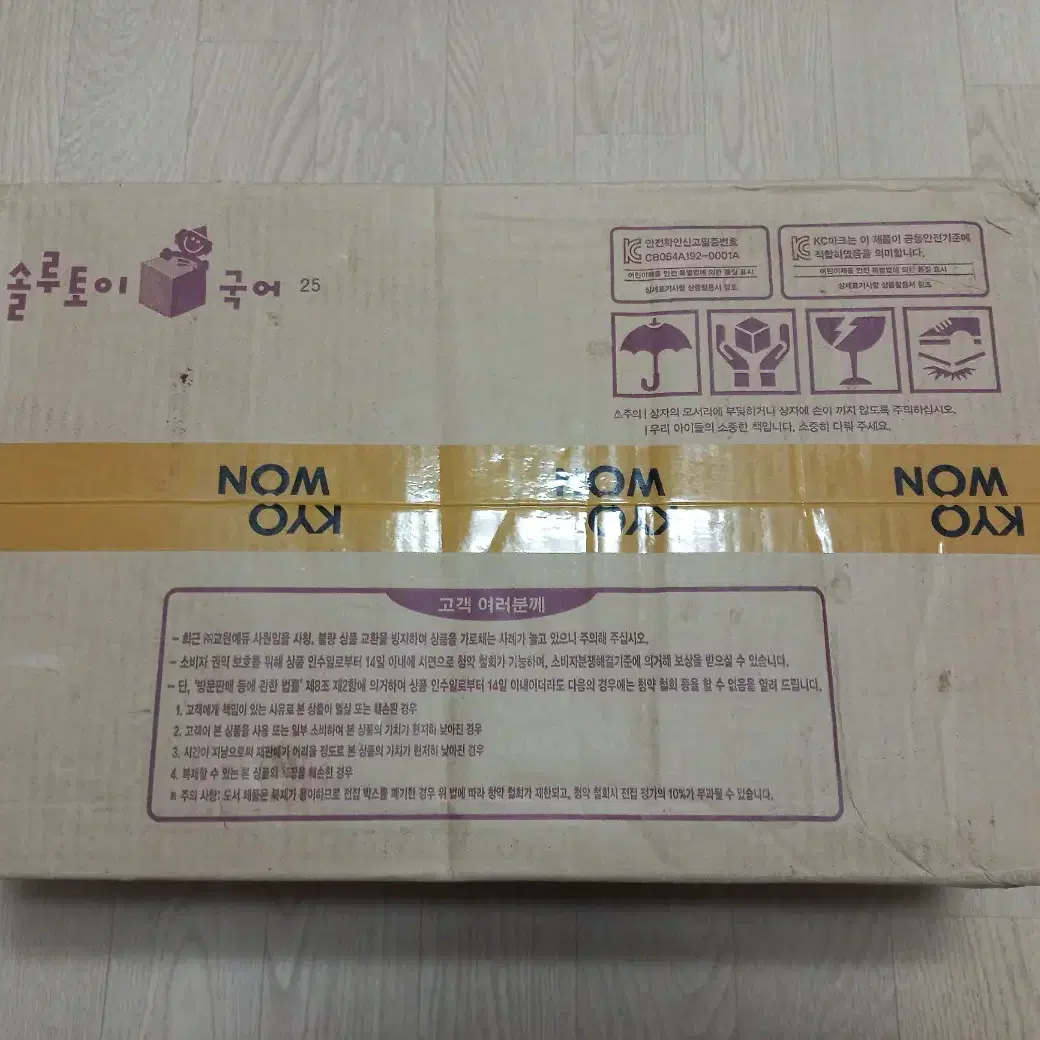 솔루토이 국어 25
안전확인신고필증번호
CB064A192-0001A
어린이제품 안전 특별법에 의한 품질 표시
상세표기사항 상품활용서 참조
KC마크는 이 제품이 공통안전기준에
적합하였음을 의미합니다.
어린이제품 안전 특별법에 의한 품질 표시
상세표기사항 상품활용서 참조
⚠주의 | 상자의 모서리에 부딪히거나 상자에 손이 끼지 않도록 주의하십시오.
| 우리 아이들의 소중한 책입니다. 소중히 다뤄 주세요.
KYO
WON
KYO
WON
KYO
WON
고객 여러분께
- 최근 ㈜교원에듀 사원임을 사칭, 불량 상품 교환을 빙자하여 상품을 가로채는 사례가 늘고 있으니 주의해 주십시오.
- 소비자 권익 보호를 위해 상품 인수일로부터 14일 이내에 서면으로 청약 철회가 가능하며, 소비자분쟁해결기준에 의거해 보상을 받으실 수 있습니다.
- 단, '방문판매 등에 관한 법률' 제8조 제2항에 의거하여 상품 인수일로부터 14일 이내이더라도 다음의 경우에는 청약 철회 등을 할 수 없음을 알려 드립니다.
1. 고객에게 책임이 있는 사유로 본 상품이 멸실 또는 훼손된 경우
2. 고객이 본 상품을 사용 또는 일부 소비하여 본 상품의 가치가 현저히 낮아진 경우
3. 시간이 지남으로써 재판매가 어려울 정도로 본 상품의 가치가 현저히 낮아진 경우
4. 복제할 수 있는 본 상품의 포장을 훼손한 경우
※ 주의 사항: 도서 제품은 복제가 용이하므로 전집 박스를 폐기한 경우 위 법에 따라 청약 철회가 제한되고, 청약 철회시 전집 정가의 10%가 부과될 수 있습니다.